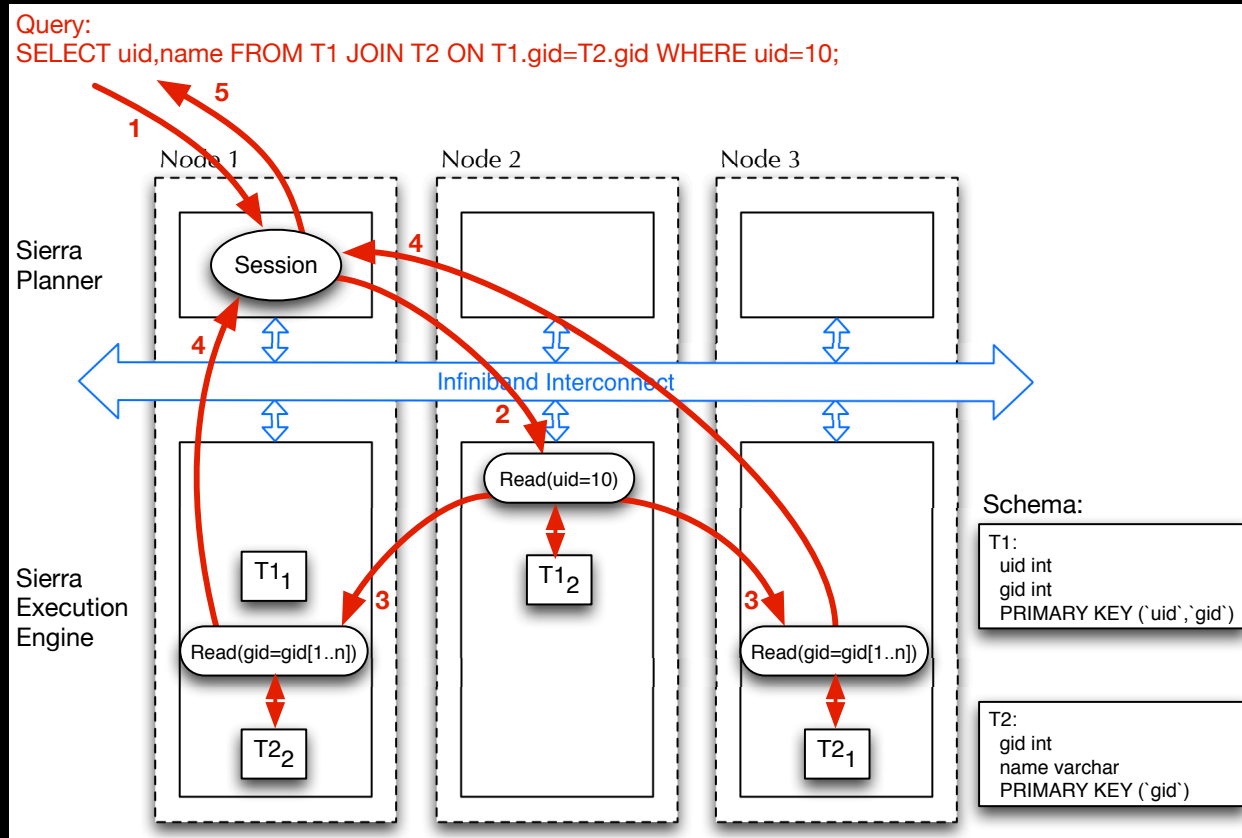 Query:
SELECT uid,name FROM T1 JOIN T2 ON T1.gid=T2.gid WHERE uid=10;
5
1
Node 1
Node 2
Node 3
Sierra
Planner
Session
4
4
Infiniband Interconnect
2
Read(uid=10)
Schema:
T1:
uid int
gid int
PRIMARY KEY (`uid`,`gid`)
Sierra
Execution
Engine
T11
T12
3
3
Read(gid=gid[1..n])
Read(gid=gid[1..n])
T22
T21
T2:
gid int
name varchar
PRIMARY KEY (`gid`)